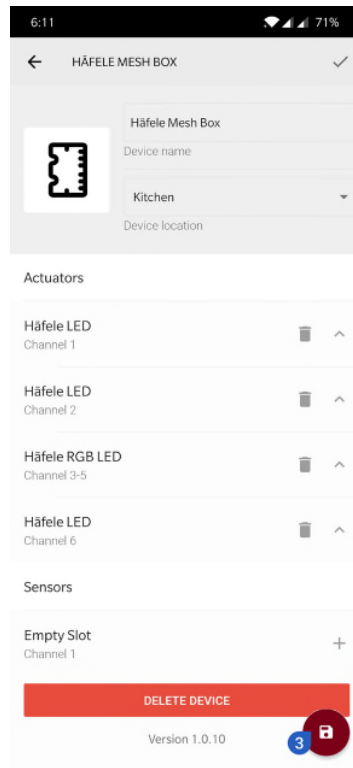 6:11
71%
HÄFELE MESH BOX
Häfele Mesh Box
Device name
Kitchen
Device location
Actuators
Häfele LED
Channel 1
Häfele LED
Channel 2
Häfele RGB LED
Channel 3-5
Häfele LED
Channel 6
Sensors
Empty Slot
Channel 1
DELETE DEVICE
Version 1.0.10
3